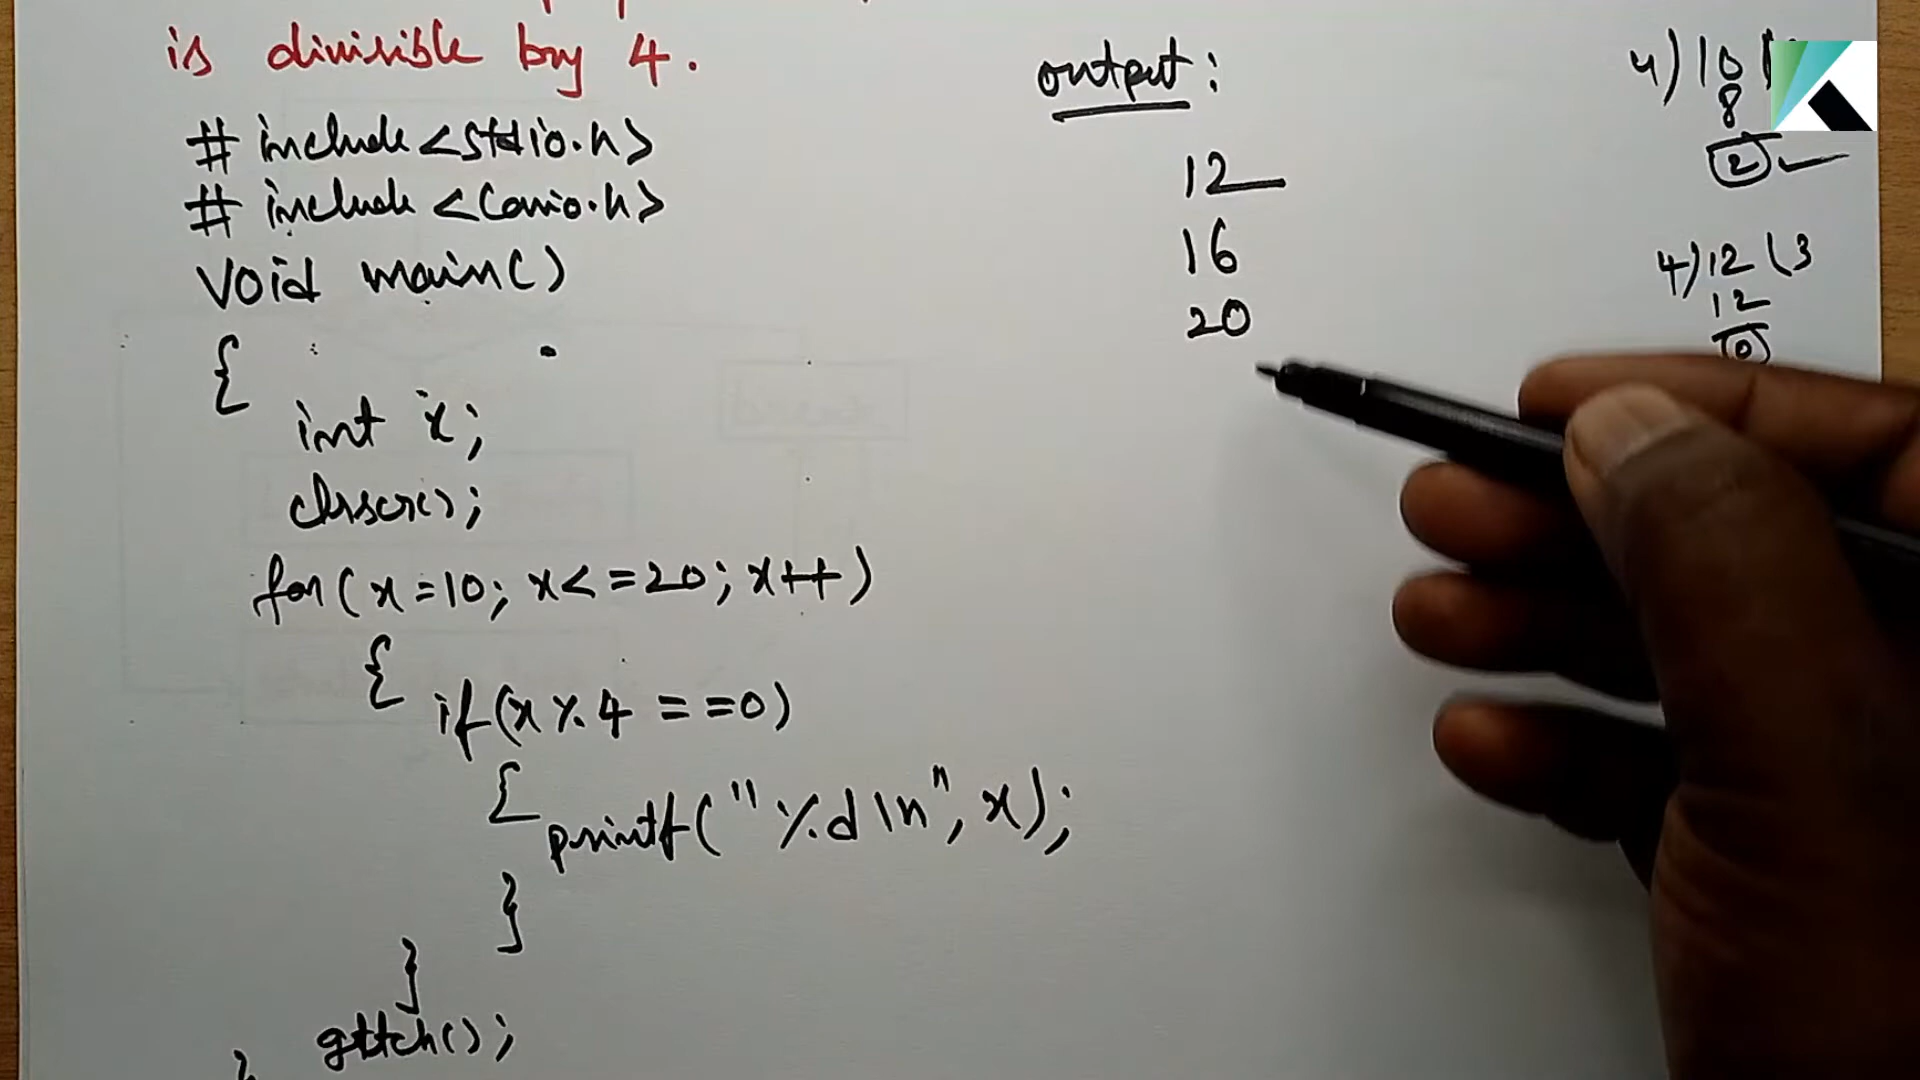 is divisible by 4.
# include <stdio.h>
# include <conio.h>
void main()
{
int x;
clrscr();
for(x=10; x<=20; x++)
{
if(x%4==0)
{
printf("%d\n", x);
}
}
getch();
}
output:
12
16
20
4)10(
8
2
4)12(3
12
0
K